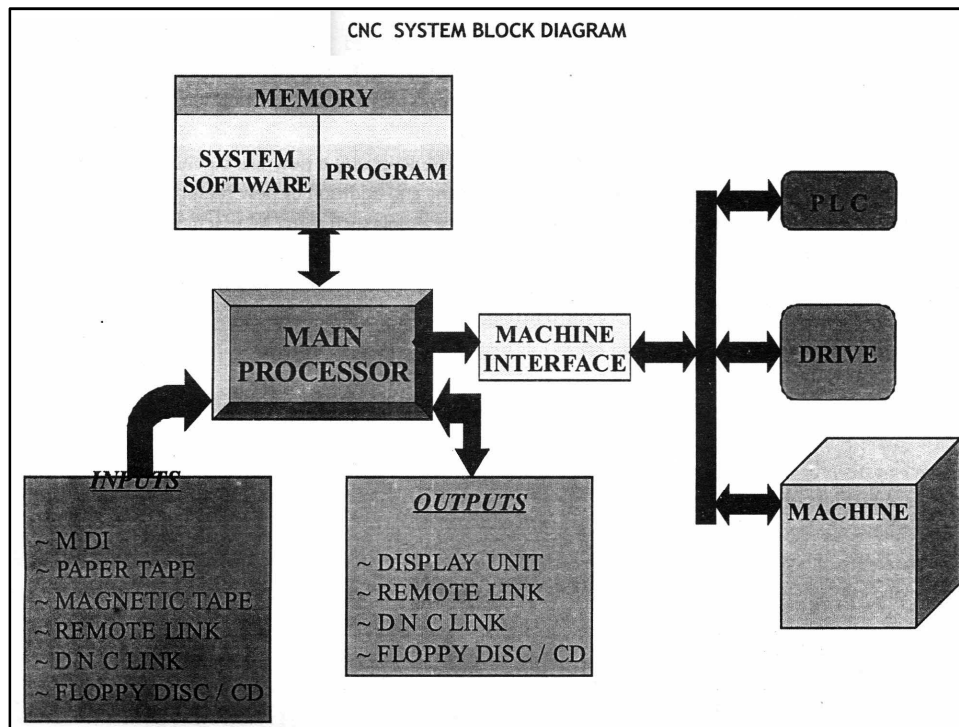 CNC SYSTEM BLOCK DIAGRAM
MEMORY
SYSTEM
SOFTWARE
PROGRAM
MAIN
PROCESSOR
MACHINE
INTERFACE
P L C
DRIVE
MACHINE
INPUTS
~ M DI
~ PAPER TAPE
~ MAGNETIC TAPE
~ REMOTE LINK
~ D N C LINK
~ FLOPPY DISC / CD
OUTPUTS
~ DISPLAY UNIT
~ REMOTE LINK
~ D N C LINK
~ FLOPPY DISC / CD